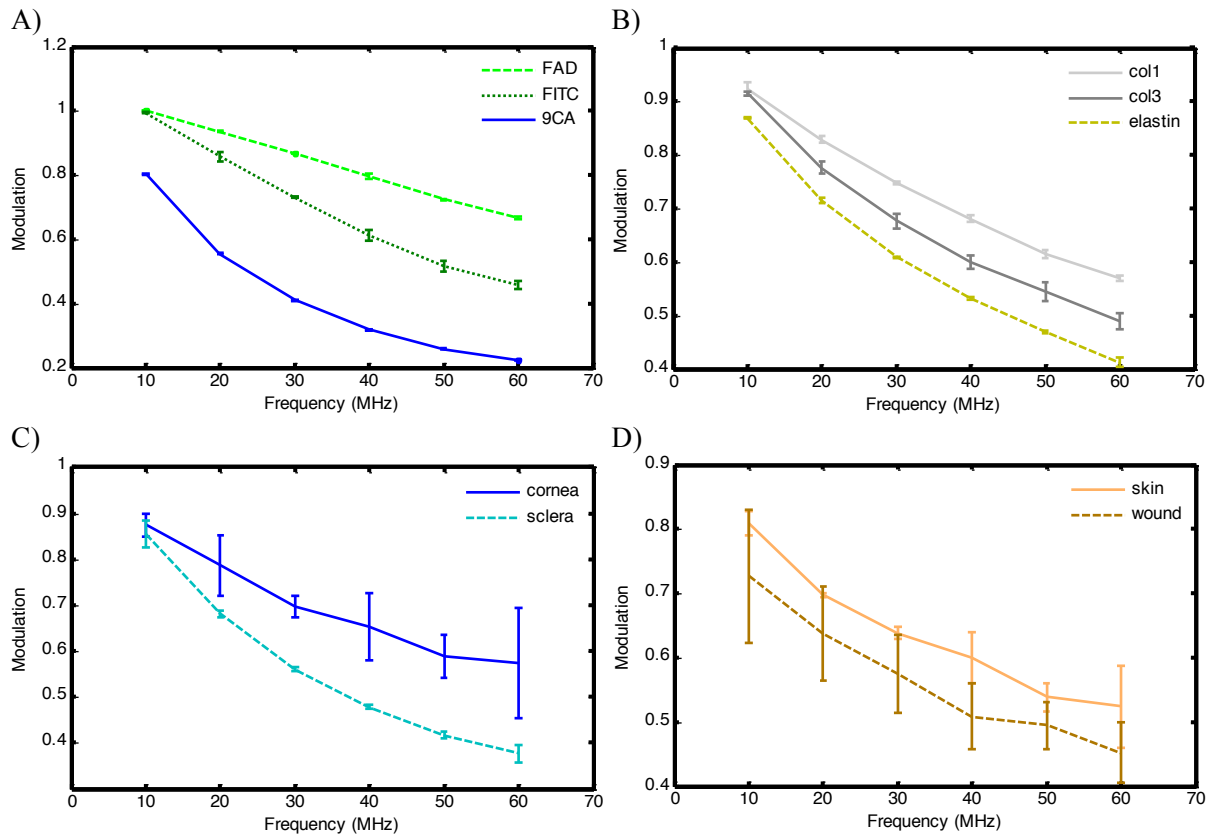 A)
1.2
1
0.8
0.6
0.4
0.2
Modulation
FAD
FITC
9CA
0 10 20 30 40 50 60 70
Frequency (MHz)
B)
1
0.9
0.8
0.7
0.6
0.5
0.4
Modulation
col1
col3
elastin
0 10 20 30 40 50 60 70
Frequency (MHz)
C)
1
0.9
0.8
0.7
0.6
0.5
0.4
Modulation
cornea
sclera
0 10 20 30 40 50 60 70
Frequency (MHz)
D)
0.9
0.8
0.7
0.6
0.5
0.4
Modulation
skin
wound
0 10 20 30 40 50 60 70
Frequency (MHz)